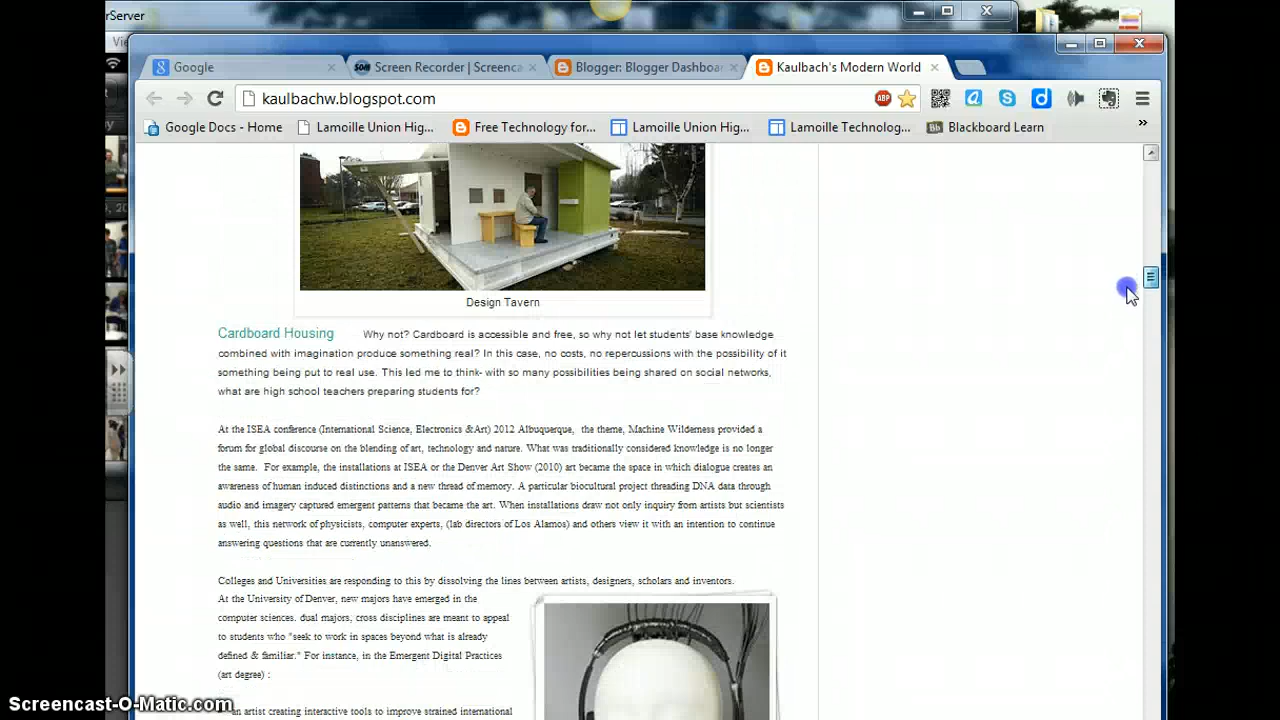 rServer
Vi
Google
Screen Recorder | Screenca
Blogger: Blogger Dashboa
Kaulbach's Modern World
kaulbachw.blogspot.com
ABP
Google Docs - Home
Lamoille Union Hig...
Free Technology for...
Lamoille Union Hig...
Lamoille Technolog...
Bb Blackboard Learn
Design Tavern
Cardboard Housing Why not? Cardboard is accessible and free, so why not let students' base knowledge
combined with imagination produce something real? In this case, no costs, no repercussions with the possibility of it
something being put to real use. This led me to think- with so many possibilities being shared on social networks,
what are high school teachers preparing students for?
At the ISEA conference (International Science, Electronics &Art) 2012 Albuquerque, the theme, Machine Wilderness provided a
forum for global discourse on the blending of art, technology and nature. What was traditionally considered knowledge is no longer
the same. For example, the installations at ISEA or the Denver Art Show (2010) art became the space in which dialogue creates an
awareness of human induced distinctions and a new thread of memory. A particular biocultural project threading DNA data through
audio and imagery captured emergent patterns that became the art. When installations draw not only inquiry from artists but scientists
as well, this network of physicists, computer experts, (lab directors of Los Alamos) and others view it with an intention to continue
answering questions that are currently unanswered.
Colleges and Universities are responding to this by dissolving the lines between artists, designers, scholars and inventors.
At the University of Denver, new majors have emerged in the
computer sciences. dual majors, cross disciplines are meant to appeal
to students who "seek to work in spaces beyond what is already
defined & familiar." For instance, in the Emergent Digital Practices
(art degree) :
an artist creating interactive tools to improve strained international
Screencast-O-Matic.com